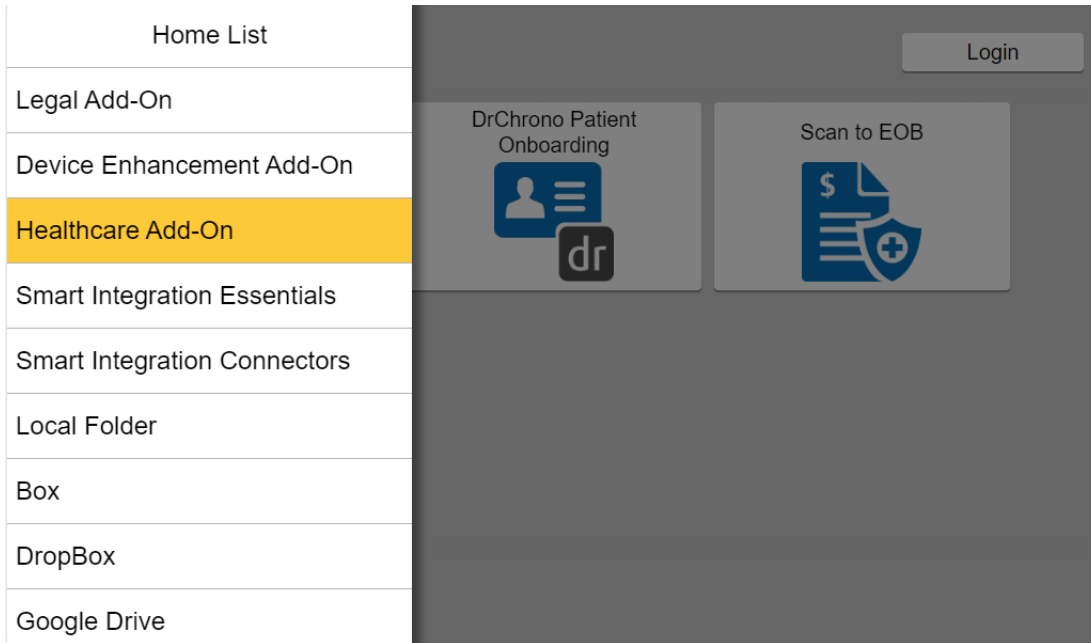 Home List
Legal Add-On
Device Enhancement Add-On
Healthcare Add-On
Smart Integration Essentials
Smart Integration Connectors
Local Folder
Box
DropBox
Google Drive
Login
DrChrono Patient
Onboarding
dr
Scan to EOB
$